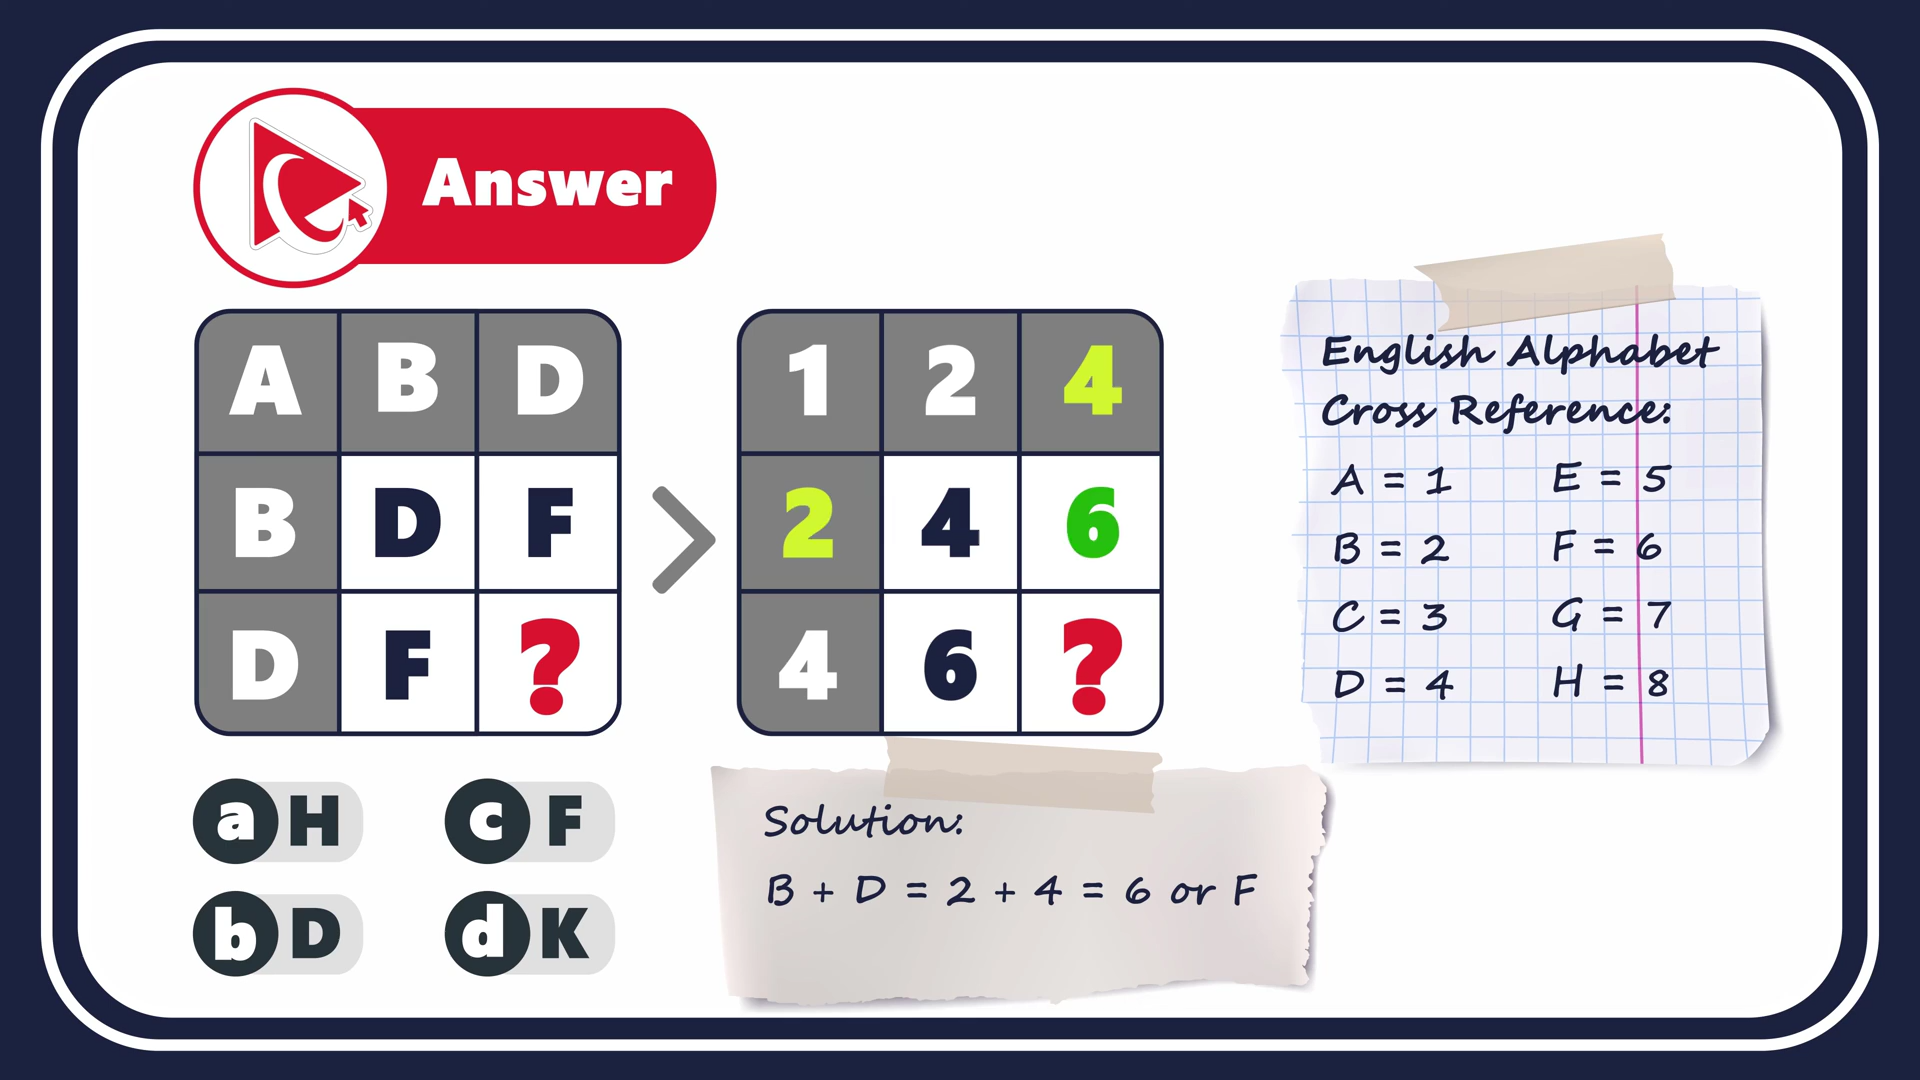 Answer
A B D
B D F
D F ?
1 2 4
2 4 6
4 6 ?
English Alphabet
Cross Reference:
A = 1 E = 5
B = 2 F = 6
C = 3 G = 7
D = 4 H = 8
a H c F
b D d K
Solution:
B + D = 2 + 4 = 6 or F